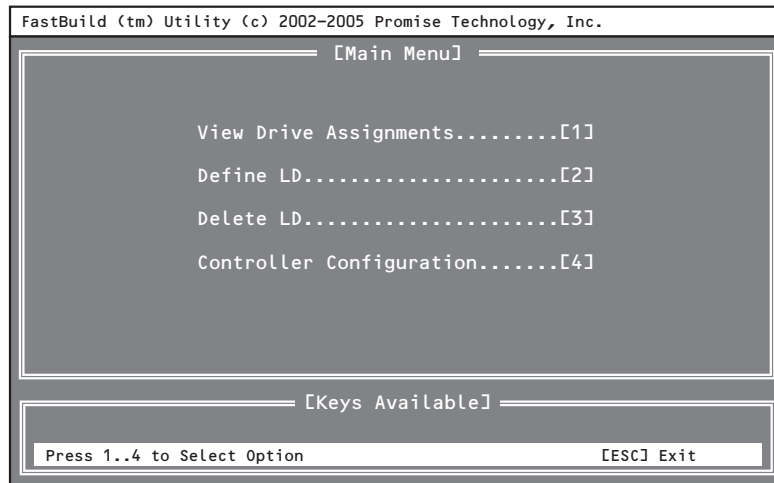 FastBuild (tm) Utility (c) 2002-2005 Promise Technology, Inc.
[Main Menu]
View Drive Assignments.........[1]
Define LD......................[2]
Delete LD......................[3]
Controller Configuration.......[4]
[Keys Available]
Press 1..4 to Select Option [ESC] Exit